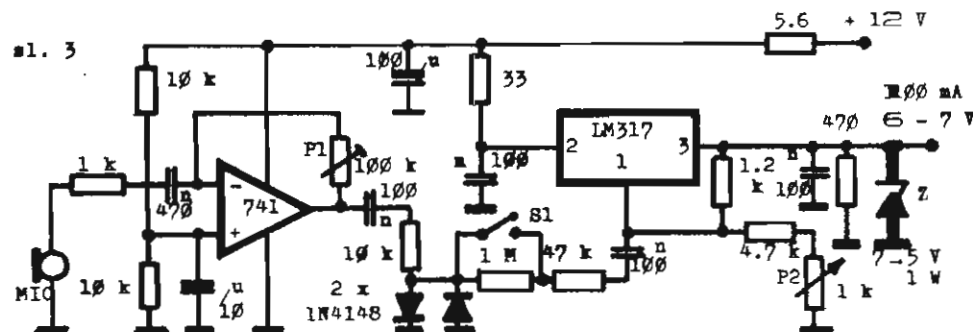 sl. 3
5.6
+ 12 V
10 k
100 u
33
100 mA
6 - 7 V
470
LM317
2
1
3
P1
100 k
1 k
470 n
-
+
741
100 n
n 100
1.2 k
n 100
Z
S1
10 k
1 M
47 k
n 100
4.7 k
7-5 V
1 W
P2
1 k
MIC
10 k
u 10
2 x
1N4148